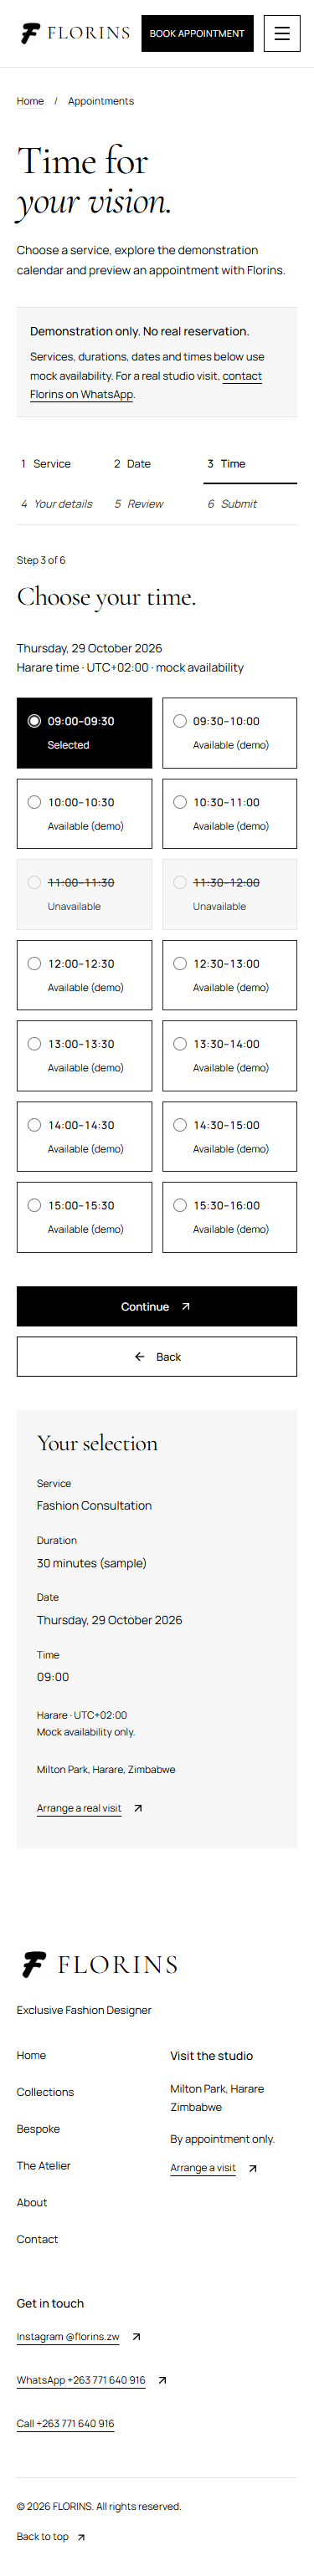 FLORINS
BOOK APPOINTMENT
Home / Appointments
Time for
your vision.
Choose a service, explore the demonstration
calendar and preview an appointment with Florins.
Demonstration only. No real reservation.
Services, durations, dates and times below use
mock availability. For a real studio visit, contact
Florins on WhatsApp.
1 Service 2 Date 3 Time
4 Your details 5 Review 6 Submit
Step 3 of 6
Choose your time.
Thursday, 29 October 2026
Harare time · UTC+02:00 · mock availability
09:00–09:30 09:30–10:00
Selected Available (demo)
10:00–10:30 10:30–11:00
Available (demo) Available (demo)
11:00–11:30 11:30–12:00
Unavailable Unavailable
12:00–12:30 12:30–13:00
Available (demo) Available (demo)
13:00–13:30 13:30–14:00
Available (demo) Available (demo)
14:00–14:30 14:30–15:00
Available (demo) Available (demo)
15:00–15:30 15:30–16:00
Available (demo) Available (demo)
Continue
Back
Your selection
Service
Fashion Consultation
Duration
30 minutes (sample)
Date
Thursday, 29 October 2026
Time
09:00
Harare · UTC+02:00
Mock availability only.
Milton Park, Harare, Zimbabwe
Arrange a real visit
FLORINS
Exclusive Fashion Designer
Home
Collections
Bespoke
The Atelier
About
Contact
Visit the studio
Milton Park, Harare
Zimbabwe
By appointment only.
Arrange a visit
Get in touch
Instagram @florins.zw
WhatsApp +263 771 640 916
Call +263 771 640 916
© 2026 FLORINS. All rights reserved.
Back to top